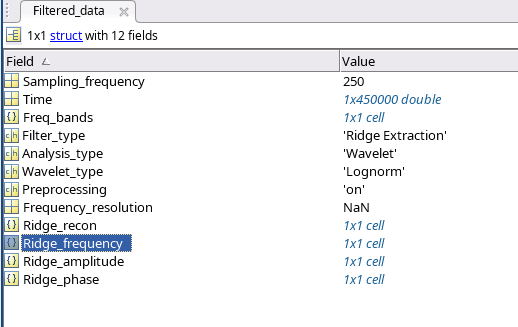 Filtered_data
1x1 struct with 12 fields
Field Value
Sampling_frequency 250
Time 1x450000 double
Freq_bands 1x1 cell
Filter_type 'Ridge Extraction'
Analysis_type 'Wavelet'
Wavelet_type 'Lognorm'
Preprocessing 'on'
Frequency_resolution NaN
Ridge_recon 1x1 cell
Ridge_frequency 1x1 cell
Ridge_amplitude 1x1 cell
Ridge_phase 1x1 cell